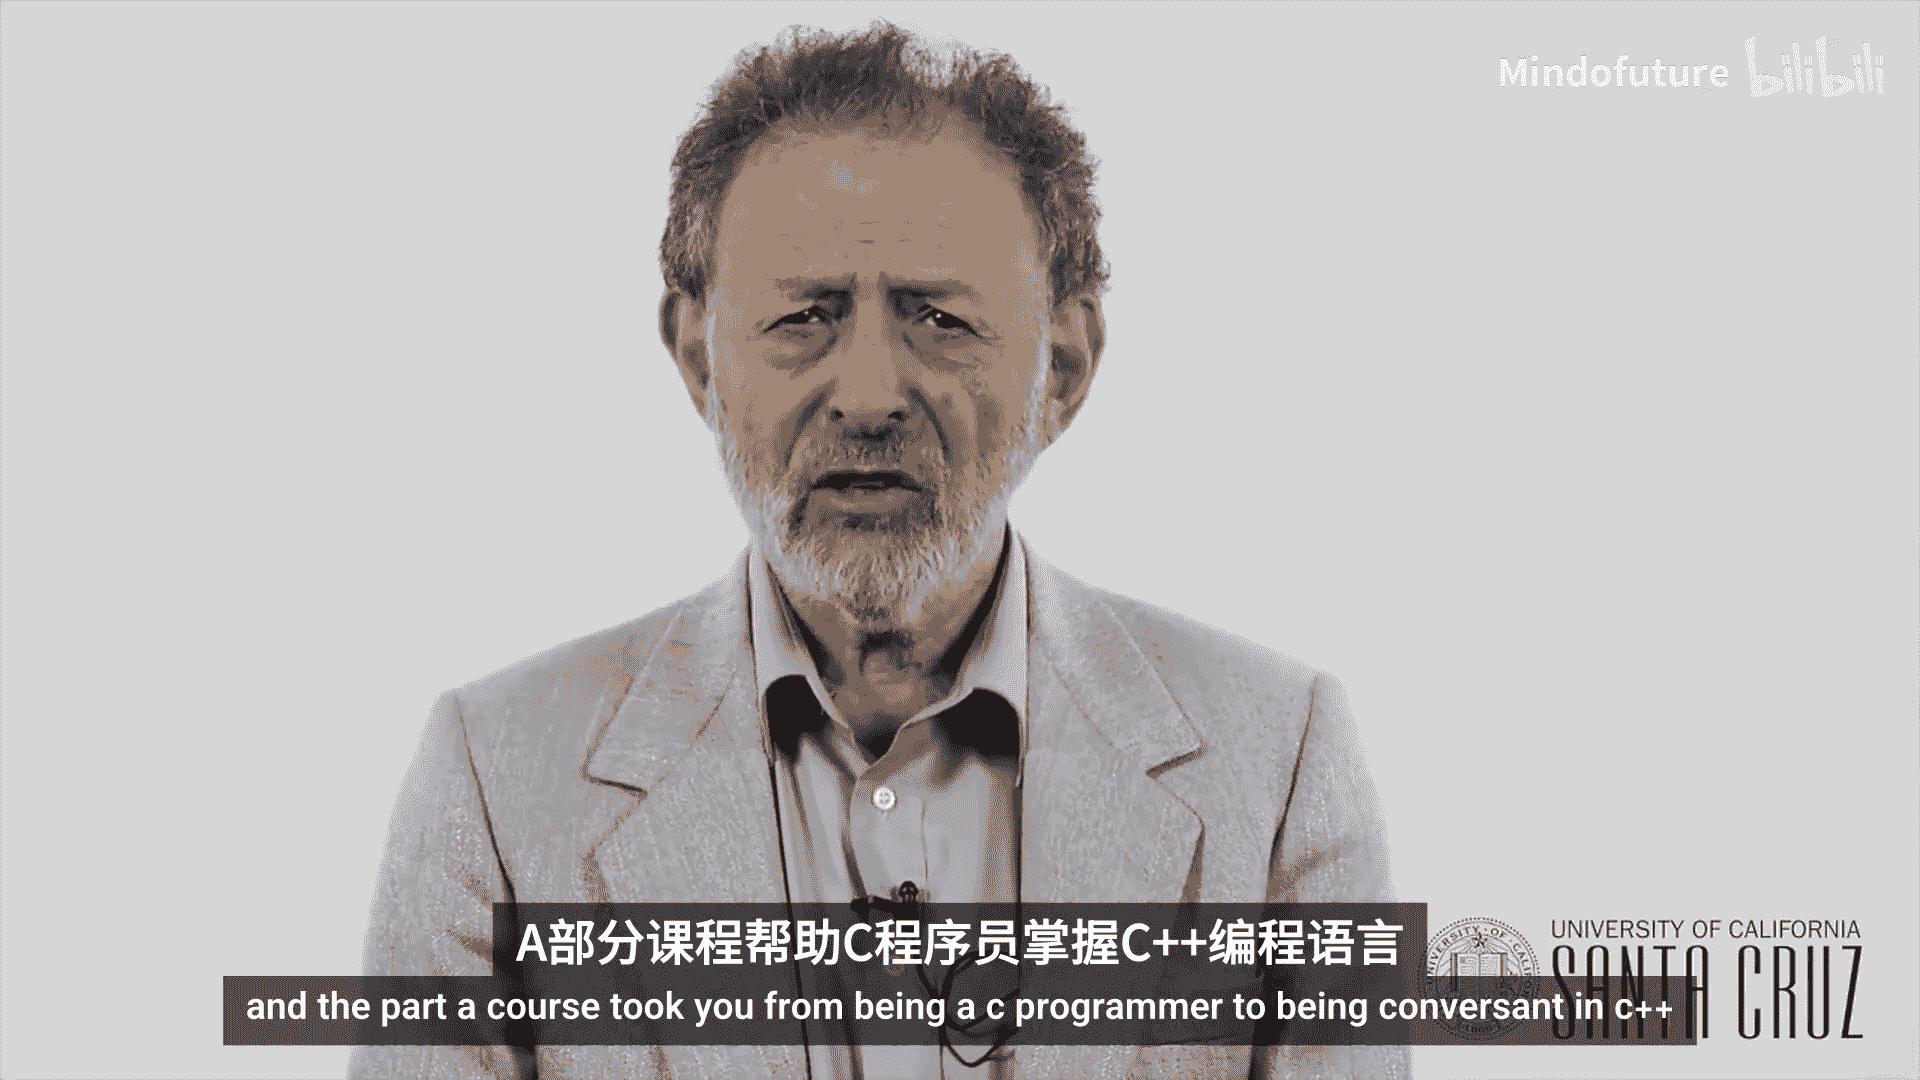 Mindofuture bilibili
A部分课程帮助C程序员掌握C++编程语言
and the part a course took you from being a c programmer to being conversant in c++
UNIVERSITY OF CALIFORNIA
SANTA CRUZ